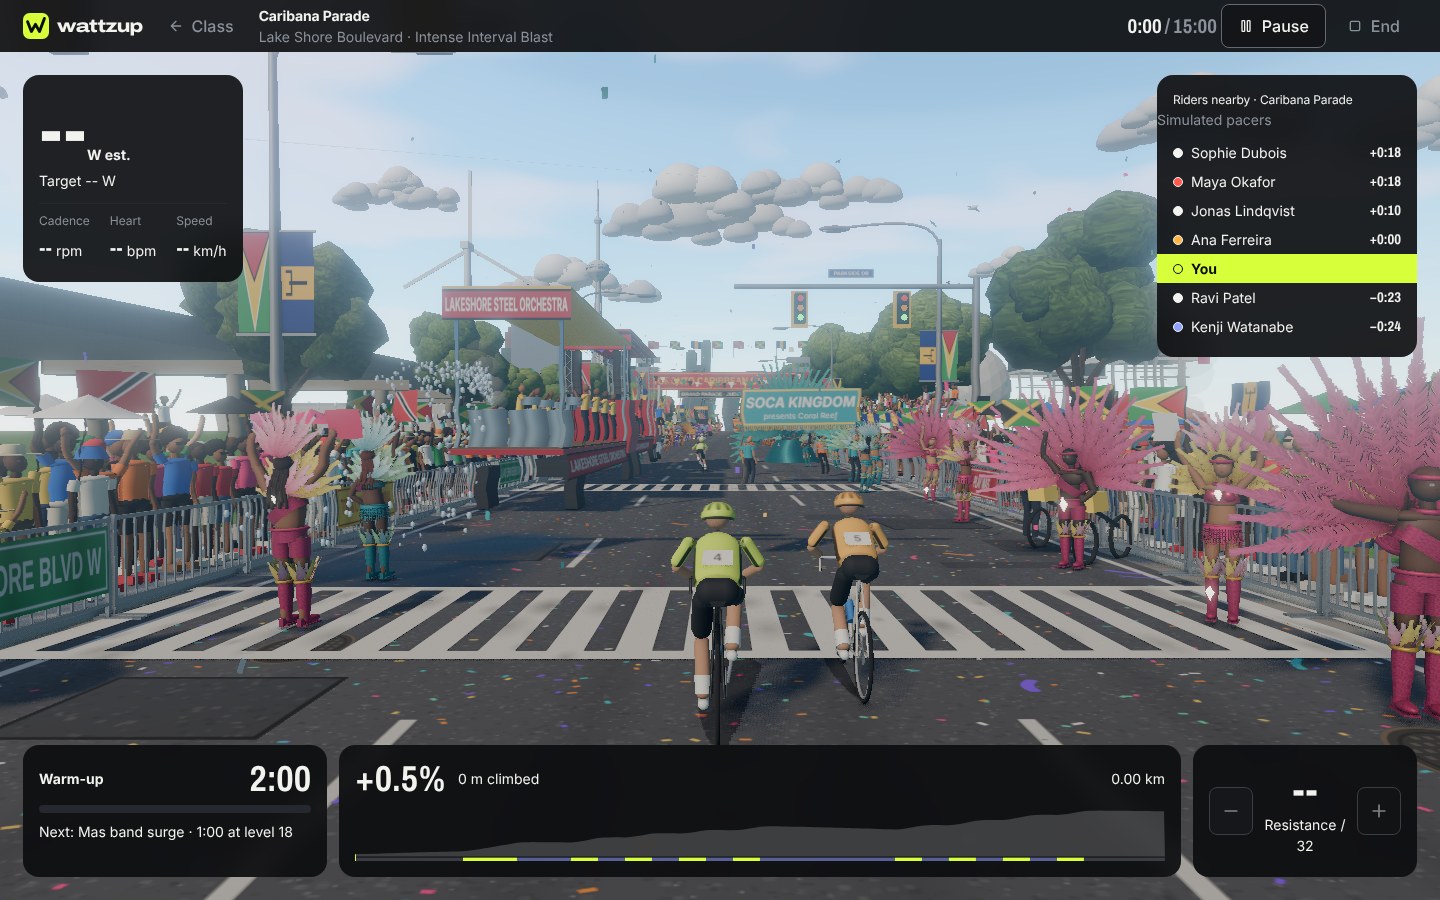 wattzup
Class
Caribana Parade
Lake Shore Boulevard · Intense Interval Blast
0:00 / 15:00
Pause
End
--
W est.
Target -- W
Cadence Heart Speed
-- rpm -- bpm -- km/h
Riders nearby · Caribana Parade
Simulated pacers
Sophie Dubois +0:18
Maya Okafor +0:18
Jonas Lindqvist +0:10
Ana Ferreira +0:00
You
Ravi Patel −0:23
Kenji Watanabe −0:24
LAKESHORE STEEL ORCHESTRA
SOCA KINGDOM
presents Coral Reef
LAKESHORE STEEL ORCHESTRA
ORE BLVD W
4
5
Warm-up 2:00
Next: Mas band surge · 1:00 at level 18
+0.5% 0 m climbed 0.00 km
--
Resistance /
32